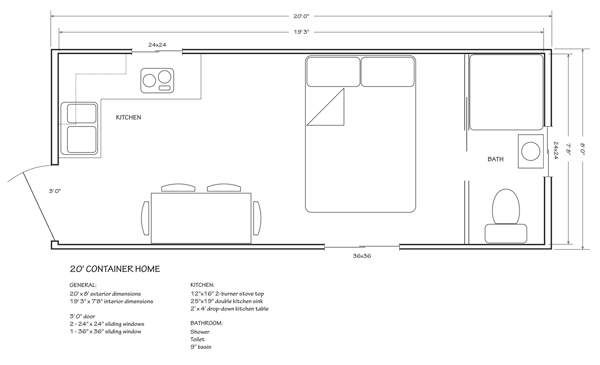 20' 0"
19' 3"
24x24
KITCHEN
3' 0"
BATH
24x24
7' 8"
8' 0"
36x36
20' CONTAINER HOME
GENERAL:
20' x 8' exterior dimensions
19' 3" x 7'8" interior dimensions
3' 0" door
2 - 24" x 24" sliding windows
1 - 36" x 36" sliding window
KITCHEN:
12"x16" 2-burner stove top
25"x19" double kitchen sink
2' x 4' drop-down kitchen table
BATHROOM:
Shower
Toilet
9" basin